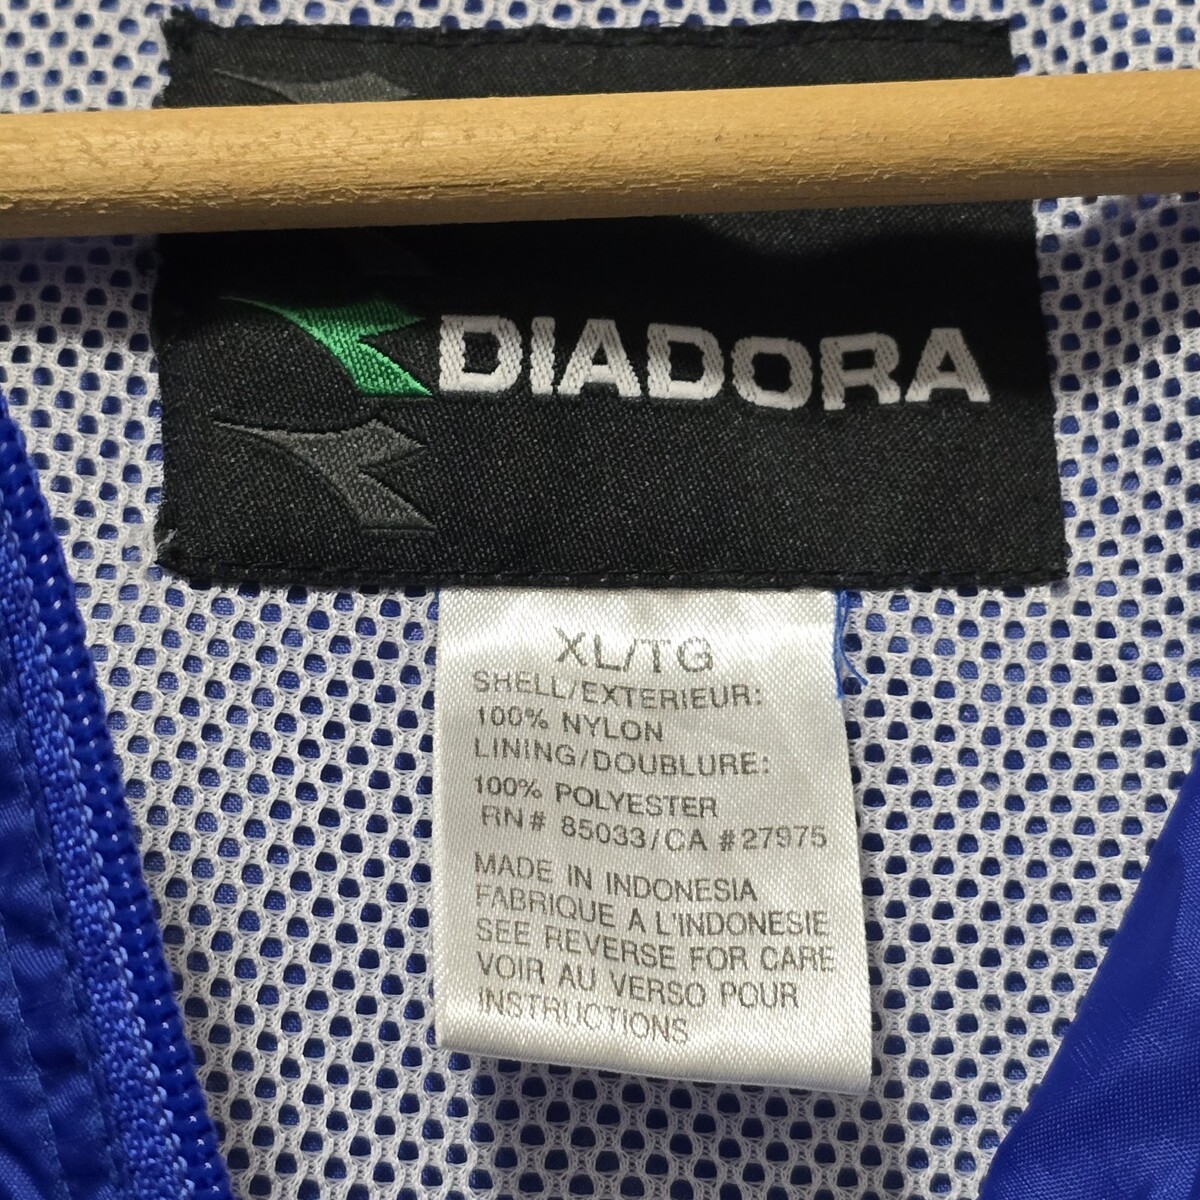 DIADORA
XL/TG
SHELL/EXTERIEUR:
100% NYLON
LINING/DOUBLURE:
100% POLYESTER
RN# 85033/CA #27975
MADE IN INDONESIA
FABRIQUE A L'INDONESIE
SEE REVERSE FOR CARE
VOIR AU VERSO POUR
INSTRUCTIONS